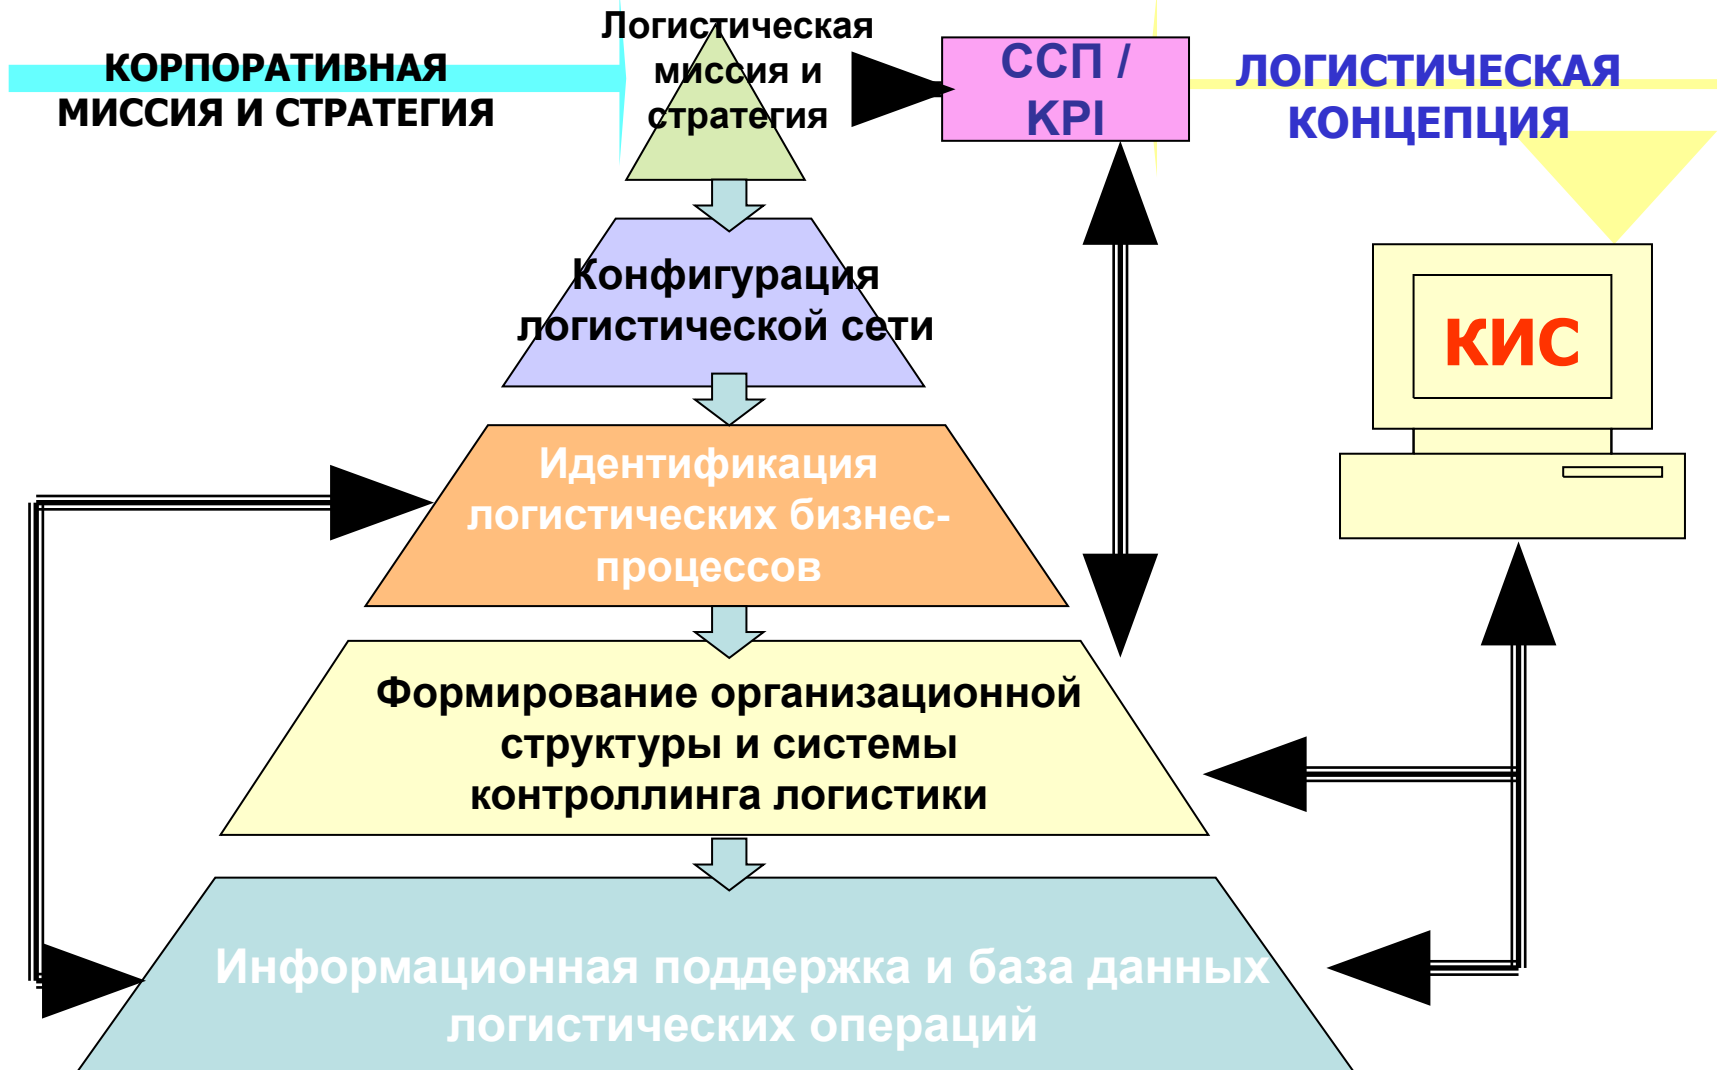 КОРПОРАТИВНАЯ
МИССИЯ И СТРАТЕГИЯ
Логистическая
миссия и
стратегия
ССП /
KPI
ЛОГИСТИЧЕСКАЯ
КОНЦЕПЦИЯ
Конфигурация
логистической сети
КИС
Идентификация
логистических бизнес-
процессов
Формирование организационной
структуры и системы
контроллинга логистики
Информационная поддержка и база данных
логистических операций